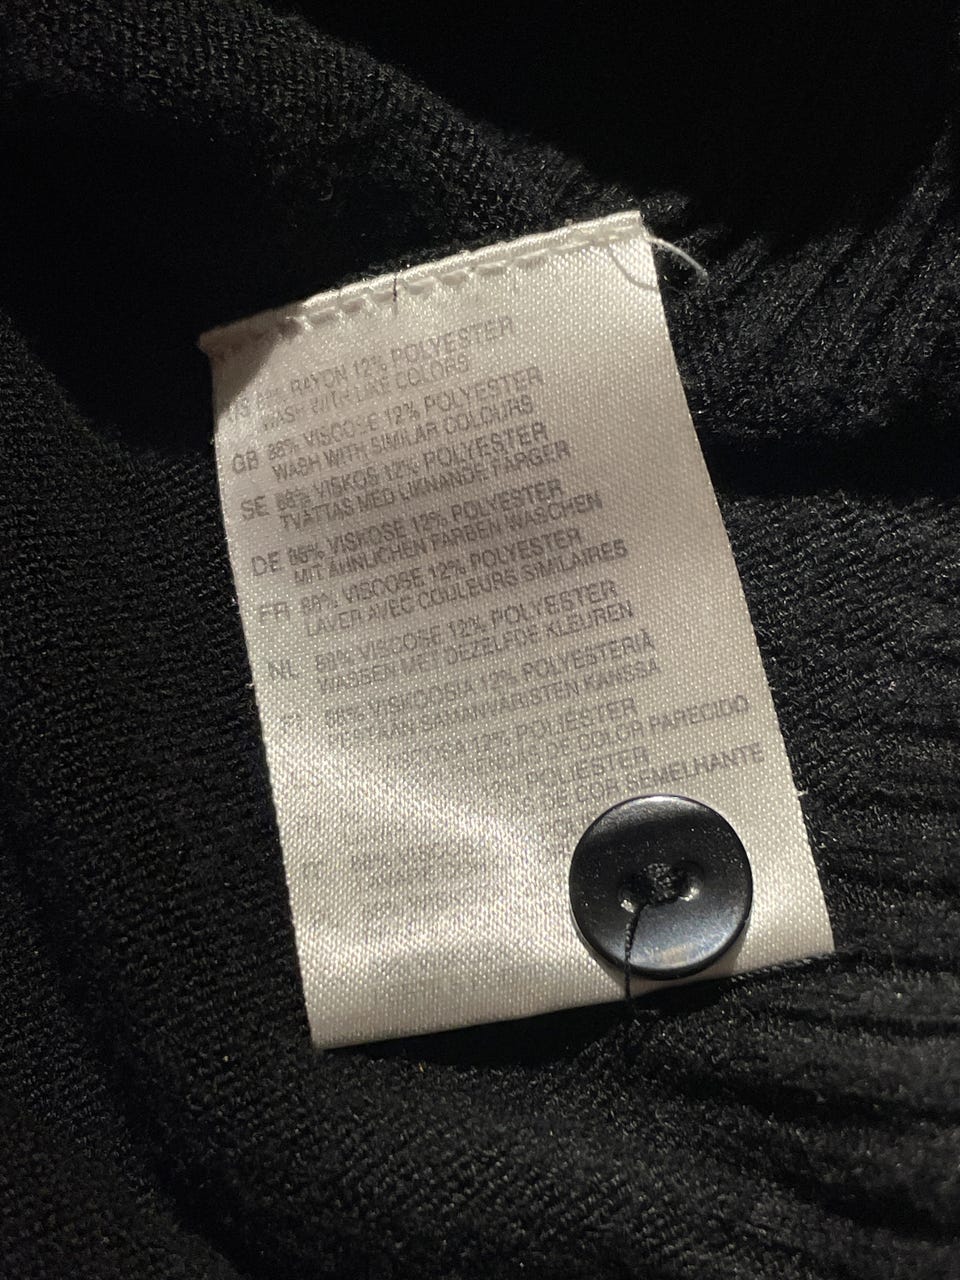 RAYON 12% POLYESTER
WASH WITH LIKE COLORS
GB 88% VISCOSE 12% POLYESTER
WASH WITH SIMILAR COLOURS
SE 88% VISKOS 12% POLYESTER
TVÄTTAS MED LIKNANDE FÄRGER
DE 88% VISKOSE 12% POLYESTER
MIT ÄHNLICHEN FARBEN WASCHEN
FR 88% VISCOSE 12% POLYESTER
LAVER AVEC COULEURS SIMILAIRES
NL 88% VISCOSE 12% POLYESTER
WASSEN MET DEZELFDE KLEUREN
88% VISKOOSIA 12% POLYESTERIÄ
PESTÄÄN SAMANVÄRISTEN KANSSA
12% POLIESTER
DE COLOR PARECIDO
POLIESTER
DE COR SEMELHANTE